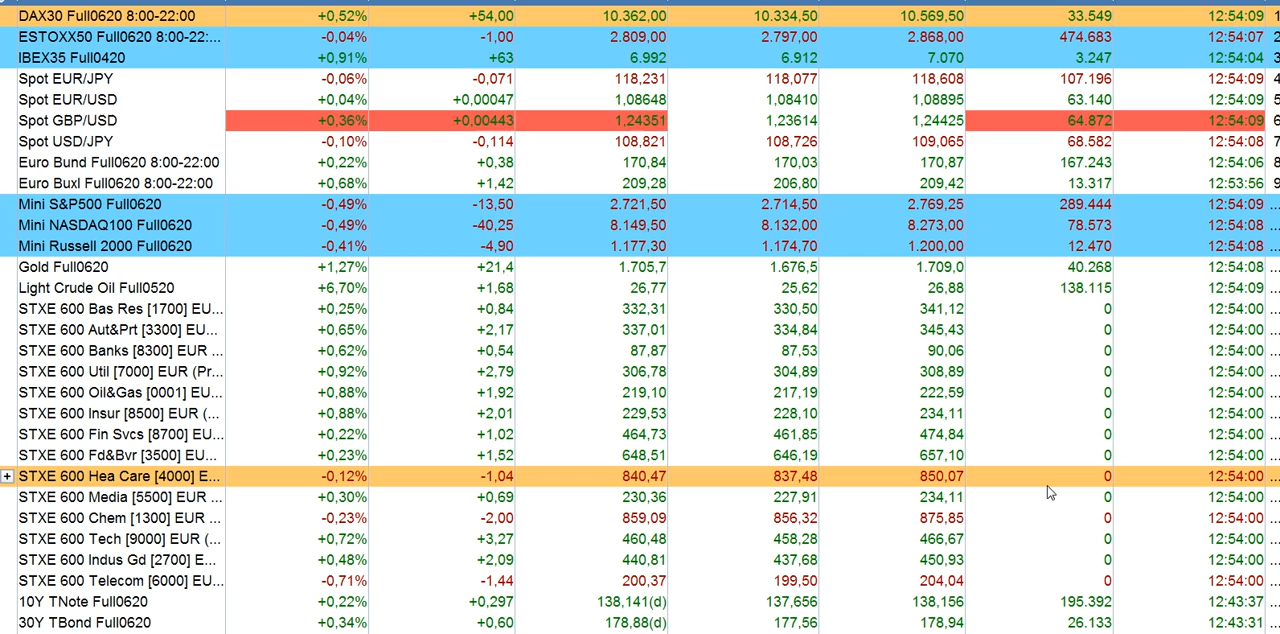 DAX30 Full0620 8:00-22:00 +0,52% +54,00 10.362,00 10.334,50 10.569,50 33.549 12:54:09 1
ESTOXX50 Full0620 8:00-22:... -0,04% -1,00 2.809,00 2.797,00 2.868,00 474.683 12:54:07 2
IBEX35 Full0420 +0,91% +63 6.992 6.912 7.070 3.247 12:54:04 3
Spot EUR/JPY -0,06% -0,071 118,231 118,077 118,608 107.196 12:54:09 4
Spot EUR/USD +0,04% +0,00047 1,08648 1,08410 1,08895 63.140 12:54:09 5
Spot GBP/USD +0,36% +0,00443 1,24351 1,23614 1,24425 64.872 12:54:09 6
Spot USD/JPY -0,10% -0,114 108,821 108,726 109,065 68.582 12:54:08 7
Euro Bund Full0620 8:00-22:00 +0,22% +0,38 170,84 170,03 170,87 167.243 12:54:06 8
Euro Buxl Full0620 8:00-22:00 +0,68% +1,42 209,28 206,80 209,42 13.317 12:53:56 9
Mini S&P500 Full0620 -0,49% -13,50 2.721,50 2.714,50 2.769,25 289.444 12:54:09 ...
Mini NASDAQ100 Full0620 -0,49% -40,25 8.149,50 8.132,00 8.273,00 78.573 12:54:08 ...
Mini Russell 2000 Full0620 -0,41% -4,90 1.177,30 1.174,70 1.200,00 12.470 12:54:08 ...
Gold Full0620 +1,27% +21,4 1.705,7 1.676,5 1.709,0 40.268 12:54:08 ...
Light Crude Oil Full0520 +6,70% +1,68 26,77 25,62 26,88 138.115 12:54:09 ...
STXE 600 Bas Res [1700] EU... +0,25% +0,84 332,31 330,50 341,12 0 12:54:00 ...
STXE 600 Aut&Prt [3300] EU... +0,65% +2,17 337,01 334,84 345,43 0 12:54:00 ...
STXE 600 Banks [8300] EUR ... +0,62% +0,54 87,87 87,53 90,06 0 12:54:00 ...
STXE 600 Util [7000] EUR (Pr... +0,92% +2,79 306,78 304,89 308,89 0 12:54:00 ...
STXE 600 Oil&Gas [0001] EU... +0,88% +1,92 219,10 217,19 222,59 0 12:54:00 ...
STXE 600 Insur [8500] EUR (... +0,88% +2,01 229,53 228,10 234,11 0 12:54:00 ...
STXE 600 Fin Svcs [8700] EU... +0,22% +1,02 464,73 461,85 474,84 0 12:54:00 ...
STXE 600 Fd&Bvr [3500] EU... +0,23% +1,52 648,51 646,19 657,10 0 12:54:00 ...
STXE 600 Hea Care [4000] E... -0,12% -1,04 840,47 837,48 850,07 0 12:54:00 ...
STXE 600 Media [5500] EUR ... +0,30% +0,69 230,36 227,91 234,11 0 12:54:00 ...
STXE 600 Chem [1300] EUR ... -0,23% -2,00 859,09 856,32 875,85 0 12:54:00 ...
STXE 600 Tech [9000] EUR (... +0,72% +3,27 460,48 458,28 466,67 0 12:54:00 ...
STXE 600 Indus Gd [2700] E... +0,48% +2,09 440,81 437,68 450,93 0 12:54:00 ...
STXE 600 Telecom [6000] EU... -0,71% -1,44 200,37 199,50 204,04 0 12:54:00 ...
10Y TNote Full0620 +0,22% +0,297 138,141(d) 137,656 138,156 195.392 12:43:37 ...
30Y TBond Full0620 +0,34% +0,60 178,88(d) 177,56 178,94 26.133 12:43:31 ...